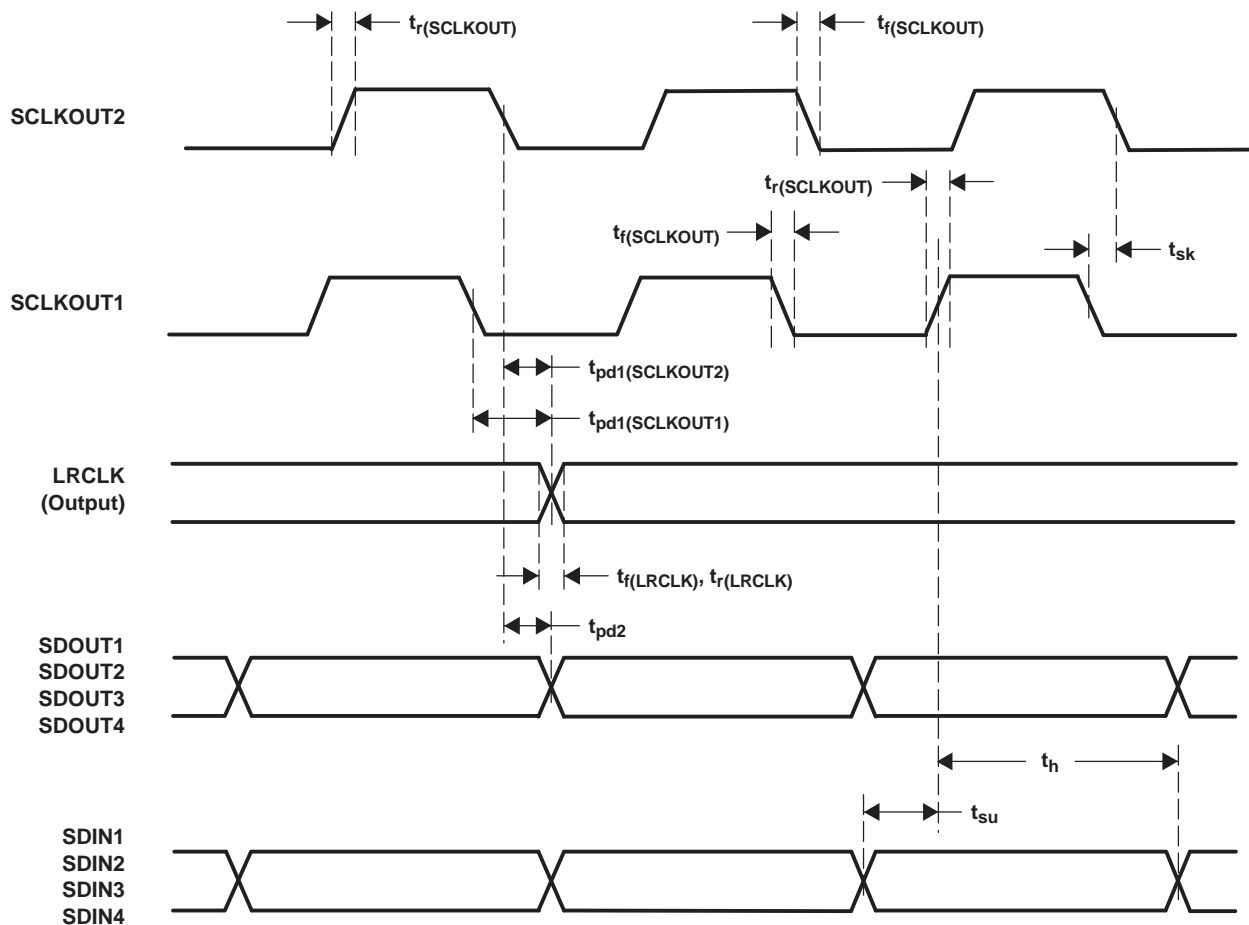 tr(SCLKOUT)
tf(SCLKOUT)
SCLKOUT2
tr(SCLKOUT)
tf(SCLKOUT)
tsk
SCLKOUT1
tpd1(SCLKOUT2)
tpd1(SCLKOUT1)
LRCLK
(Output)
tf(LRCLK), tr(LRCLK)
tpd2
SDOUT1
SDOUT2
SDOUT3
SDOUT4
th
tsu
SDIN1
SDIN2
SDIN3
SDIN4